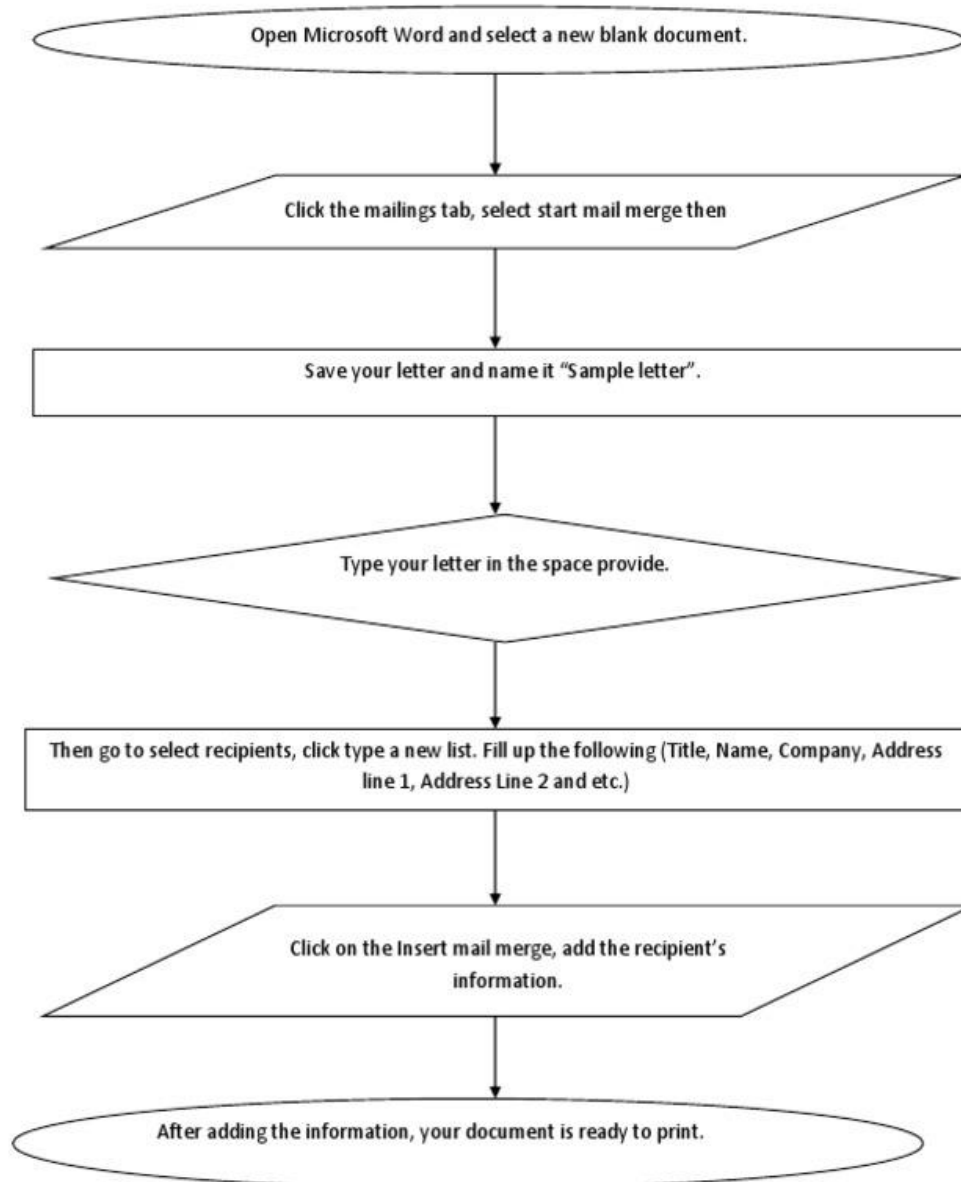 Open Microsoft Word and select a new blank document.
Click the mailings tab, select start mail merge then
Save your letter and name it “Sample letter”.
Type your letter in the space provide.
Then go to select recipients, click type a new list. Fill up the following (Title, Name, Company, Address
line 1, Address Line 2 and etc.)
Click on the Insert mail merge, add the recipient’s
information.
After adding the information, your document is ready to print.